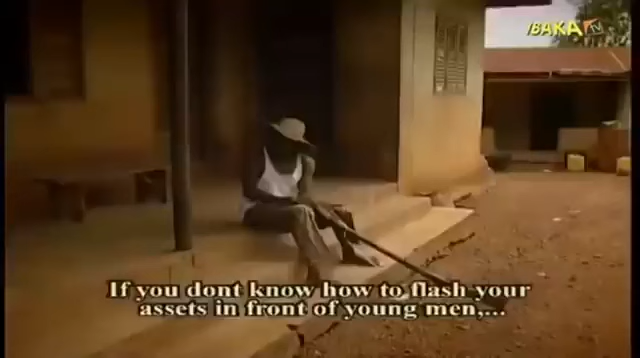 IBAKA TV
If you dont know how to flash your
assets in front of young men,...